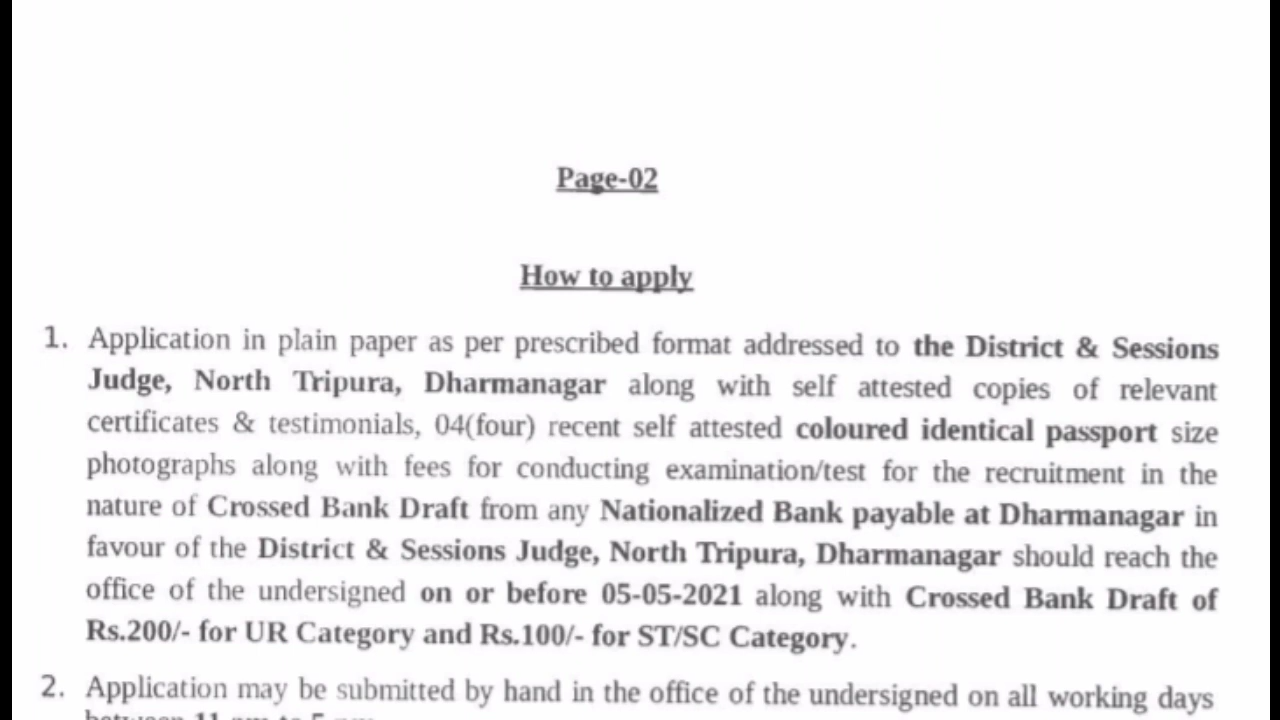 Page-02
How to apply
1. Application in plain paper as per prescribed format addressed to the District & Sessions
Judge, North Tripura, Dharmanagar along with self attested copies of relevant
certificates & testimonials, 04(four) recent self attested coloured identical passport size
photographs along with fees for conducting examination/test for the recruitment in the
nature of Crossed Bank Draft from any Nationalized Bank payable at Dharmanagar in
favour of the District & Sessions Judge, North Tripura, Dharmanagar should reach the
office of the undersigned on or before 05-05-2021 along with Crossed Bank Draft of
Rs.200/- for UR Category and Rs.100/- for ST/SC Category.
2. Application may be submitted by hand in the office of the undersigned on all working days
between 11